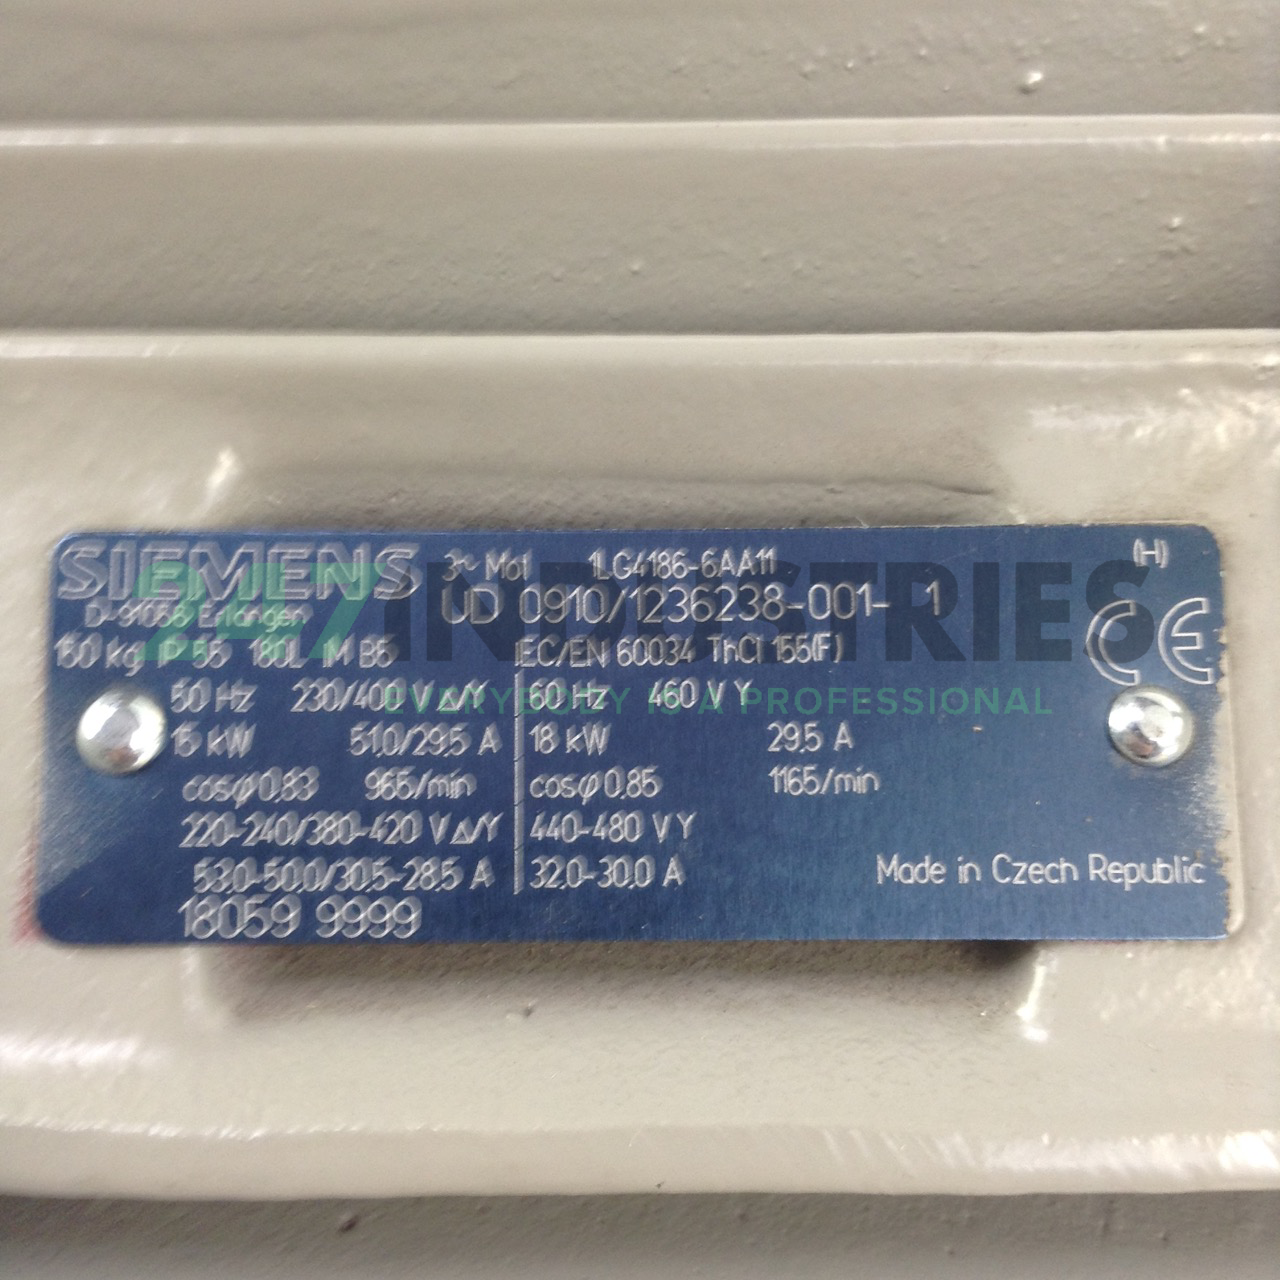 SIEMENS 3~ Mot 1LG4186-6AA11 (H)
D-91058 Erlangen UD 0910/1236238-001- 1
150 kg IP 55 180L IM B5 IEC/EN 60034 ThCl 155(F) CE
50 Hz 230/400 V Δ/Y 60 Hz 460 V Y
15 kW 51.0/29.5 A 18 kW 29.5 A
cosφ 0.83 965/min cosφ 0.85 1165/min
220-240/380-420 V Δ/Y 440-480 V Y
53.0-50.0/30.5-28.5 A 32.0-30.0 A Made in Czech Republic
18059 9999
247INDUSTRIES
EVERYBODY IS A PROFESSIONAL